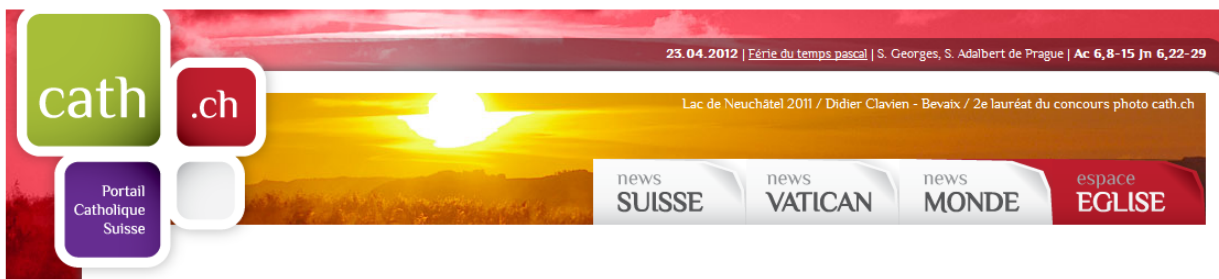 23.04.2012 | Férie du temps pascal | S. Georges, S. Adalbert de Prague | Ac 6,8-15 Jn 6,22-29
cath .ch
Lac de Neuchâtel 2011 / Didier Clavien - Bevaix / 2e lauréat du concours photo cath.ch
Portail
Catholique
Suisse
news
SUISSE
news
VATICAN
news
MONDE
espace
EGLISE